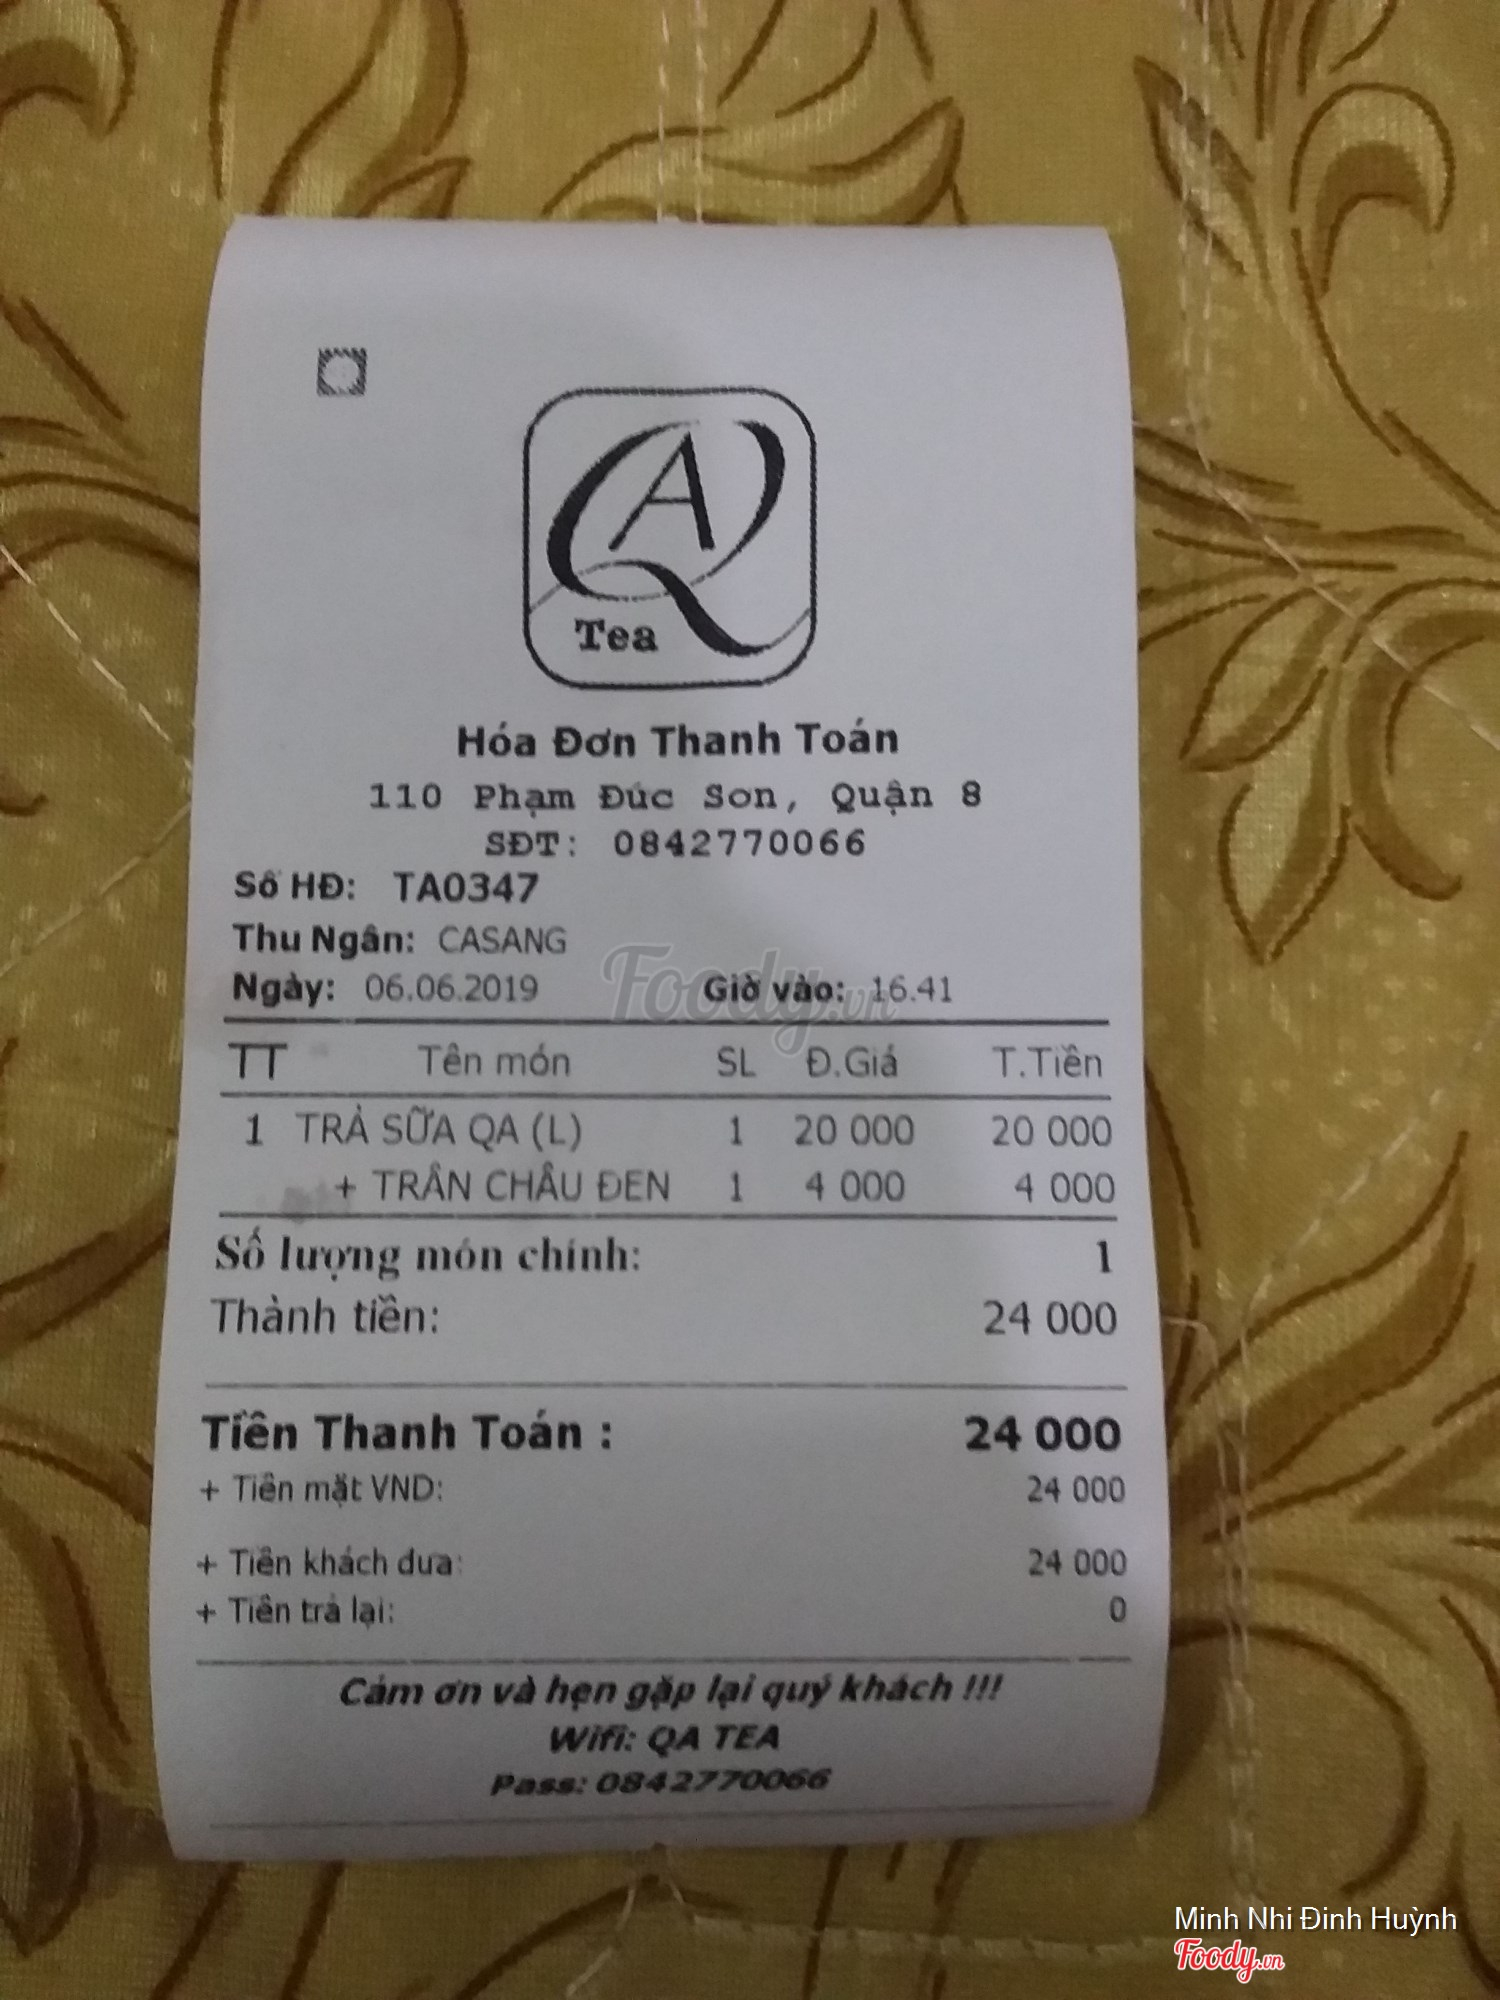 QA
Tea
Hóa Đơn Thanh Toán
110 Phạm Đúc Son, Quận 8
SĐT: 0842770066
Số HĐ: TA0347
Thu Ngân: CASANG
Ngày: 06.06.2019 Giờ vào: 16.41
Foody.vn
TT Tên món SL Đ.Giá T.Tiền
1 TRÀ SỮA QA (L) 1 20 000 20 000
+ TRÂN CHÂU ĐEN 1 4 000 4 000
Số lượng món chính: 1
Thành tiền: 24 000
Tiền Thanh Toán : 24 000
+ Tiền mặt VND: 24 000
+ Tiền khách đưa: 24 000
+ Tiền trả lại: 0
Cảm ơn và hẹn gặp lại quý khách !!!
Wifi: QA TEA
Pass: 0842770066
Minh Nhi Đinh Huỳnh
Foody.vn